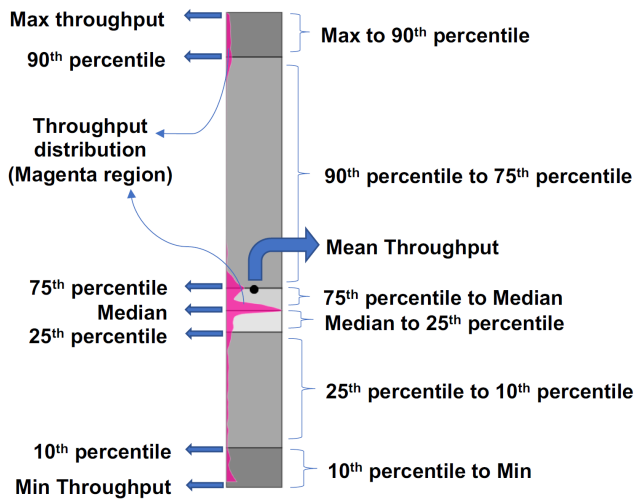 Max throughput
Max to 90th percentile
90th percentile
Throughput
distribution
(Magenta region)
90th percentile to 75th percentile
Mean Throughput
75th percentile
75th percentile to Median
Median
Median to 25th percentile
25th percentile
25th percentile to 10th percentile
10th percentile
10th percentile to Min
Min Throughput